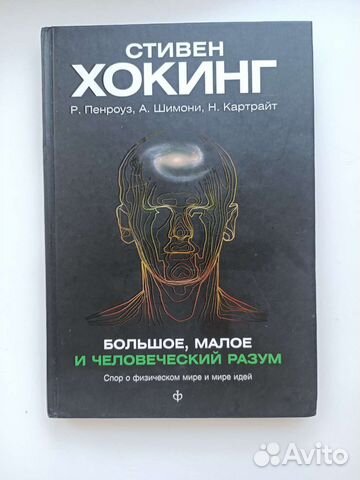 СТИВЕН
ХОКИНГ
Р. Пенроуз, А. Шимони, Н. Картрайт
БОЛЬШОЕ, МАЛОЕ
И ЧЕЛОВЕЧЕСКИЙ РАЗУМ
Спор о физическом мире и мире идей
ф
Avito